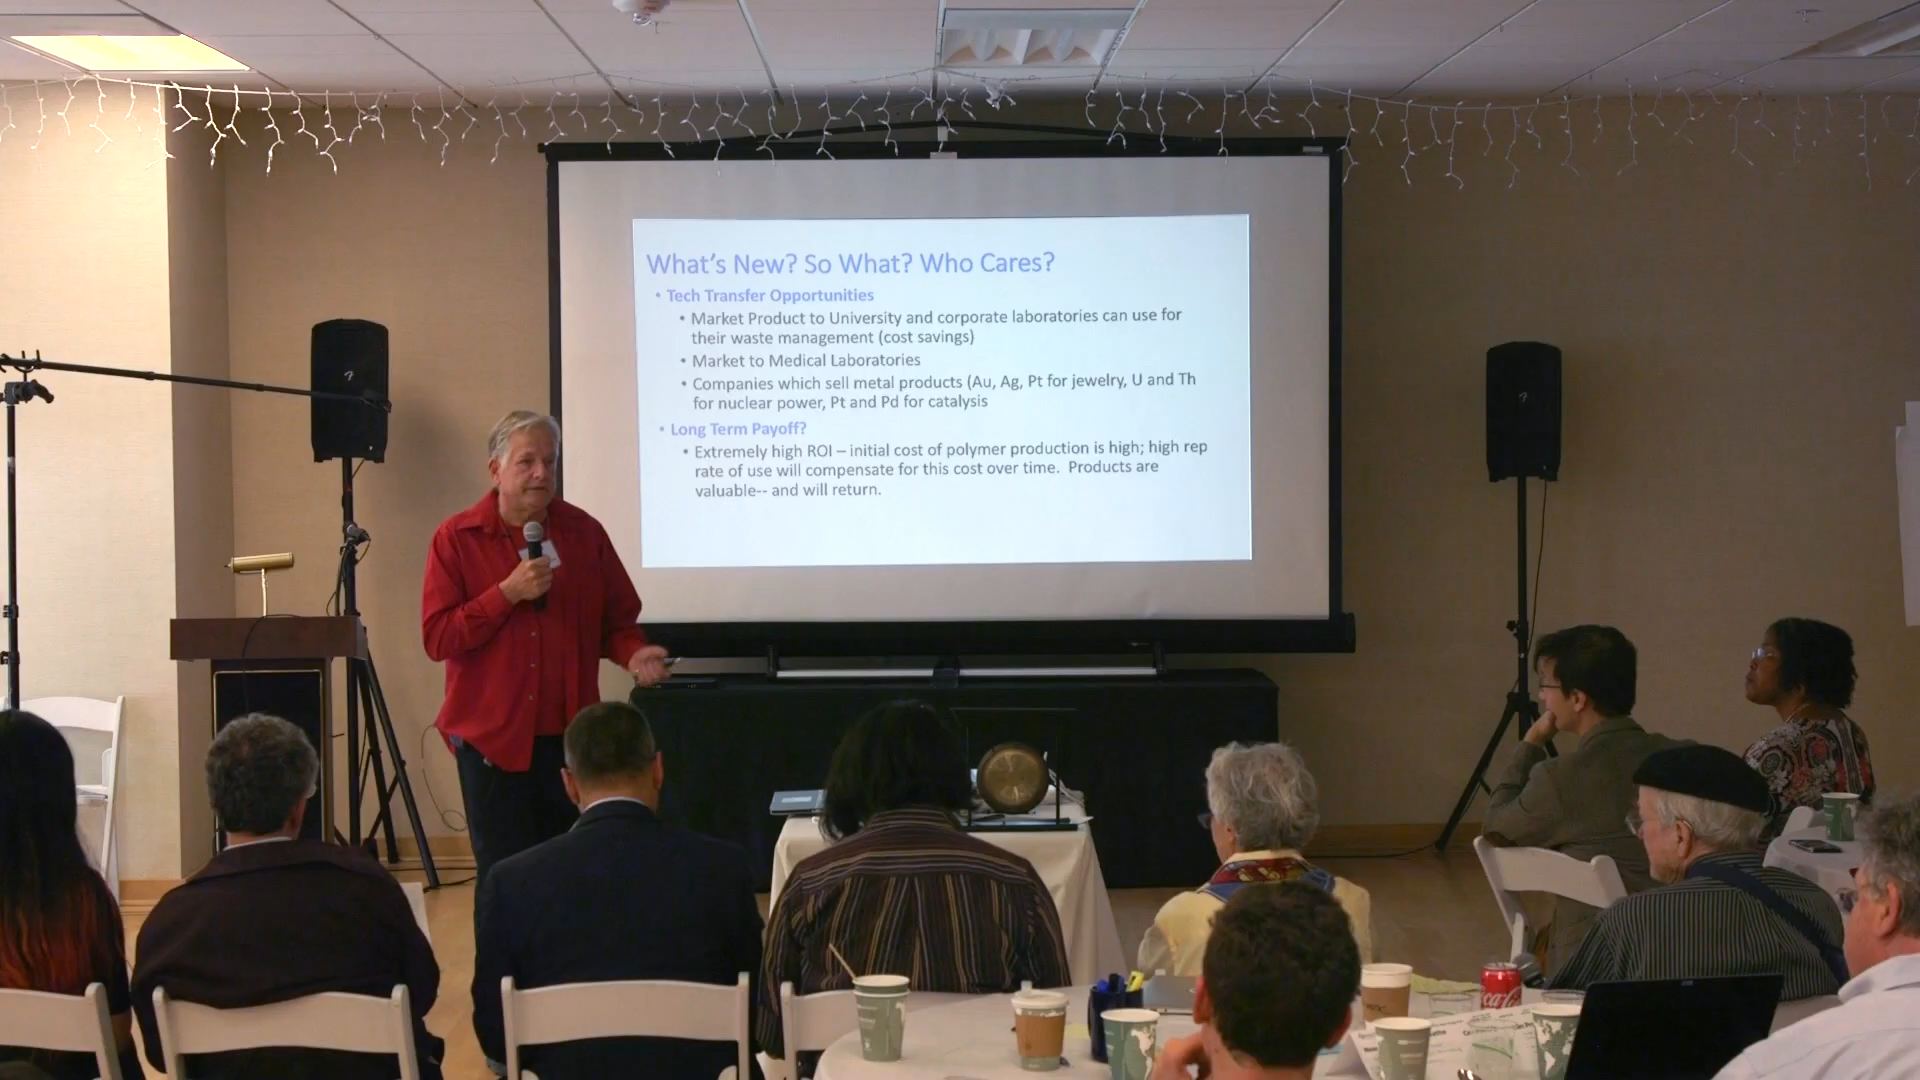 What's New? So What? Who Cares?
• Tech Transfer Opportunities
• Market Product to University and corporate laboratories can use for
their waste management (cost savings)
• Market to Medical Laboratories
• Companies which sell metal products (Au, Ag, Pt for jewelry, U and Th
for nuclear power, Pt and Pd for catalysis
• Long Term Payoff?
• Extremely high ROI – initial cost of polymer production is high; high rep
rate of use will compensate for this cost over time. Products are
valuable-- and will return.